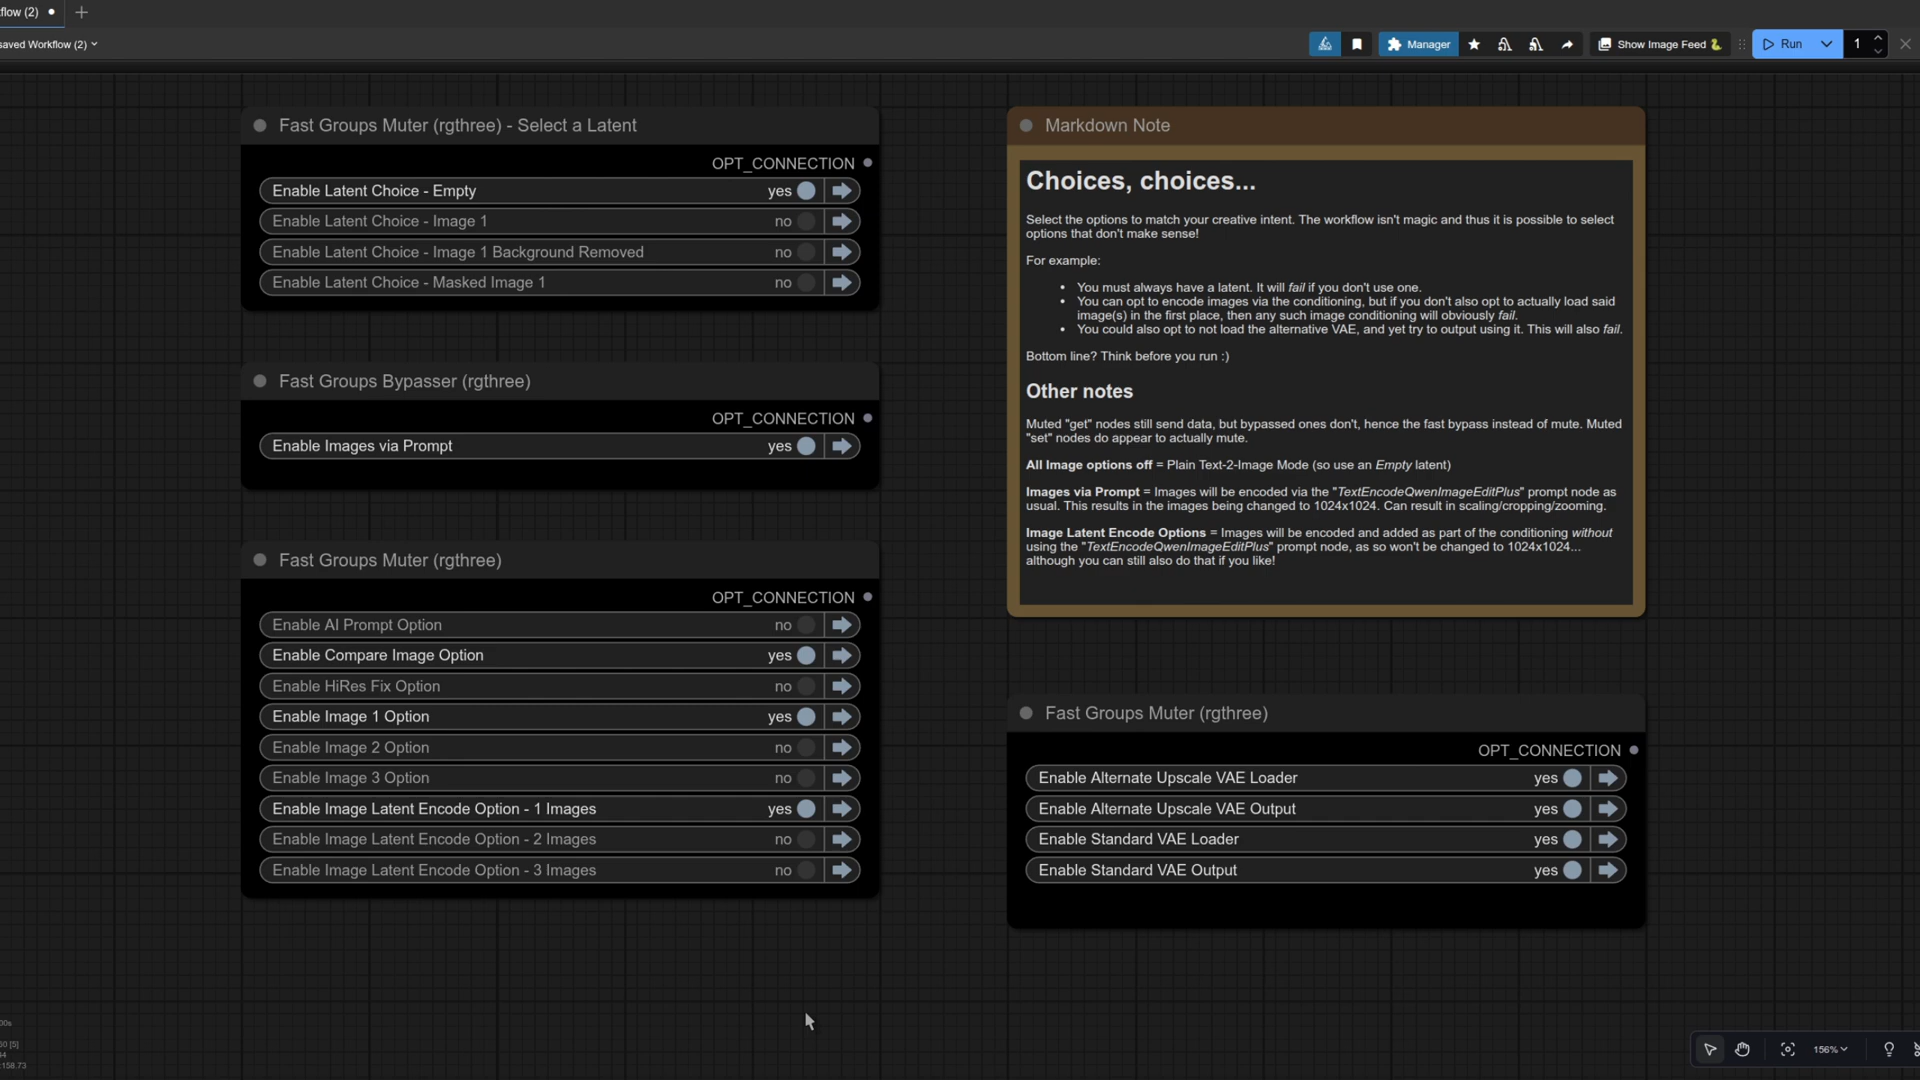 flow (2)
saved Workflow (2)
Manager
Show Image Feed
Run
1
Fast Groups Muter (rgthree) - Select a Latent
OPT_CONNECTION
Enable Latent Choice - Empty yes
Enable Latent Choice - Image 1 no
Enable Latent Choice - Image 1 Background Removed no
Enable Latent Choice - Masked Image 1 no
Fast Groups Bypasser (rgthree)
OPT_CONNECTION
Enable Images via Prompt yes
Fast Groups Muter (rgthree)
OPT_CONNECTION
Enable AI Prompt Option no
Enable Compare Image Option yes
Enable HiRes Fix Option no
Enable Image 1 Option yes
Enable Image 2 Option no
Enable Image 3 Option no
Enable Image Latent Encode Option - 1 Images yes
Enable Image Latent Encode Option - 2 Images no
Enable Image Latent Encode Option - 3 Images no
Markdown Note
Choices, choices...
Select the options to match your creative intent. The workflow isn't magic and thus it is possible to select
options that don't make sense!
For example:
• You must always have a latent. It will fail if you don't use one.
• You can opt to encode images via the conditioning, but if you don't also opt to actually load said
image(s) in the first place, then any such image conditioning will obviously fail.
• You could also opt to not load the alternative VAE, and yet try to output using it. This will also fail.
Bottom line? Think before you run :)
Other notes
Muted "get" nodes still send data, but bypassed ones don't, hence the fast bypass instead of mute. Muted
"set" nodes do appear to actually mute.
All Image options off = Plain Text-2-Image Mode (so use an Empty latent)
Images via Prompt = Images will be encoded via the "TextEncodeQwenImageEditPlus" prompt node as
usual. This results in the images being changed to 1024x1024. Can result in scaling/cropping/zooming.
Image Latent Encode Options = Images will be encoded and added as part of the conditioning without
using the "TextEncodeQwenImageEditPlus" prompt node, as so won't be changed to 1024x1024...
although you can still also do that if you like!
Fast Groups Muter (rgthree)
OPT_CONNECTION
Enable Alternate Upscale VAE Loader yes
Enable Alternate Upscale VAE Output yes
Enable Standard VAE Loader yes
Enable Standard VAE Output yes
156%